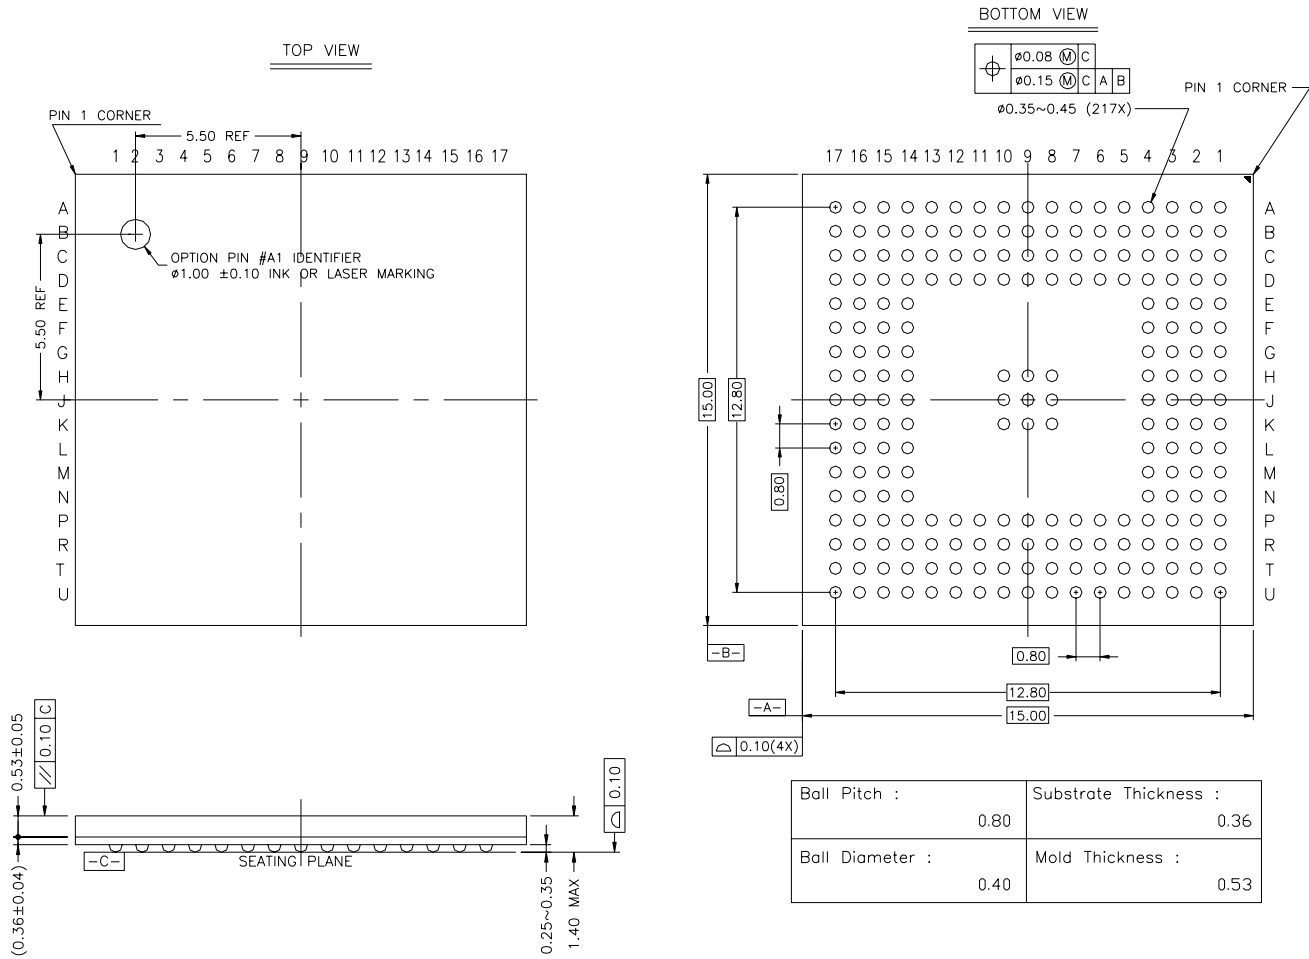 TOP VIEW
PIN 1 CORNER
5.50 REF
1 2 3 4 5 6 7 8 9 10 11 12 13 14 15 16 17
A
B
C
D
E
F
G
H
J
K
L
M
N
P
R
T
U
OPTION PIN #A1 IDENTIFIER
ø1.00 ±0.10 INK OR LASER MARKING
5.50 REF
BOTTOM VIEW
ø0.08 Ⓜ C
ø0.15 Ⓜ C A B
ø0.35~0.45 (217X)
PIN 1 CORNER
17 16 15 14 13 12 11 10 9 8 7 6 5 4 3 2 1
A
B
C
D
E
F
G
H
J
K
L
M
N
P
R
T
U
15.00
12.80
0.80
-B-
0.80
12.80
-A-
15.00
0.10(4X)
0.53±0.05
// 0.10 C
(0.36±0.04)
-C-
SEATING PLANE
0.25~0.35
1.40 MAX
0.10
Ball Pitch :
0.80
Substrate Thickness :
0.36
Ball Diameter :
0.40
Mold Thickness :
0.53